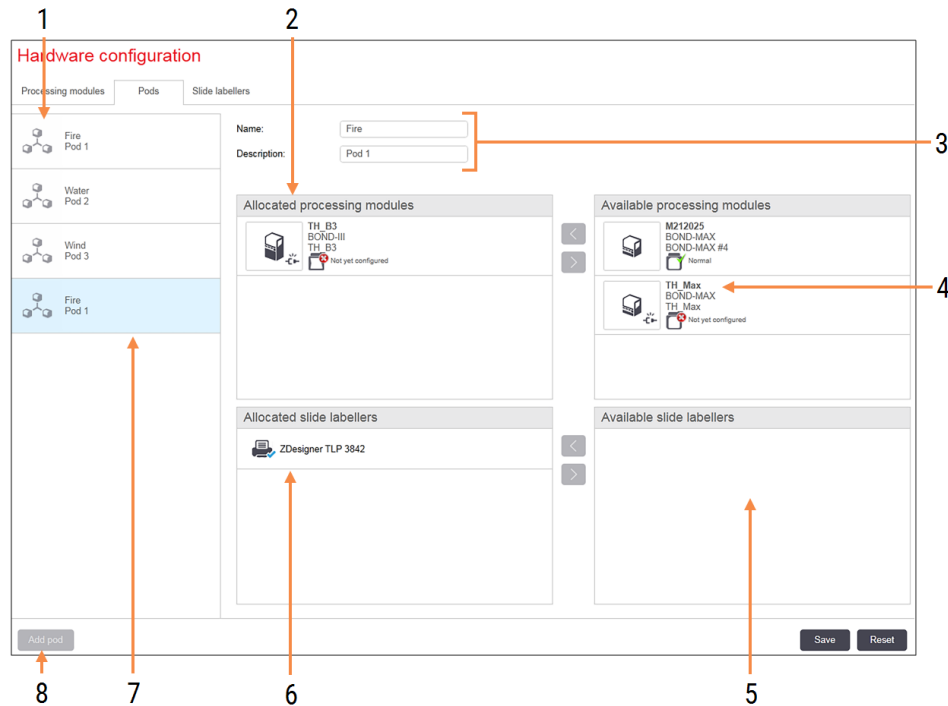 1
2
Hardware configuration
Processing modules
Pods
Slide labellers
Fire
Pod 1
Water
Pod 2
Wind
Pod 3
Fire
Pod 1
Name:
Fire
Description:
Pod 1
3
Allocated processing modules
TH_B3
BOND-III
TH_B3
Not yet configured
<
>
Available processing modules
M212025
BOND-MAX
BOND-MAX #4
Normal
TH_Max
BOND-MAX
TH_Max
Not yet configured
4
Allocated slide labellers
ZDesigner TLP 3842
<
>
Available slide labellers
Add pod
Save
Reset
8
7
6
5